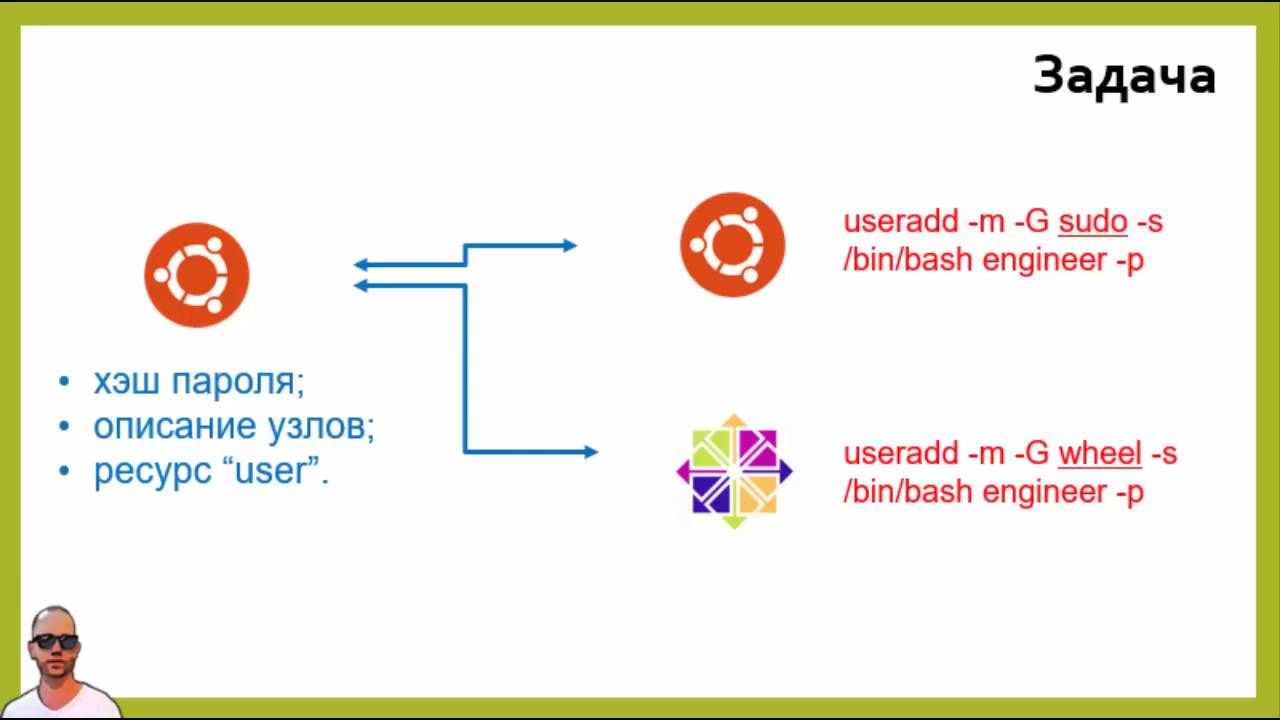 Задача
useradd -m -G sudo -s
/bin/bash engineer -p
• хэш пароля;
• описание узлов;
• ресурс “user”.
useradd -m -G wheel -s
/bin/bash engineer -p